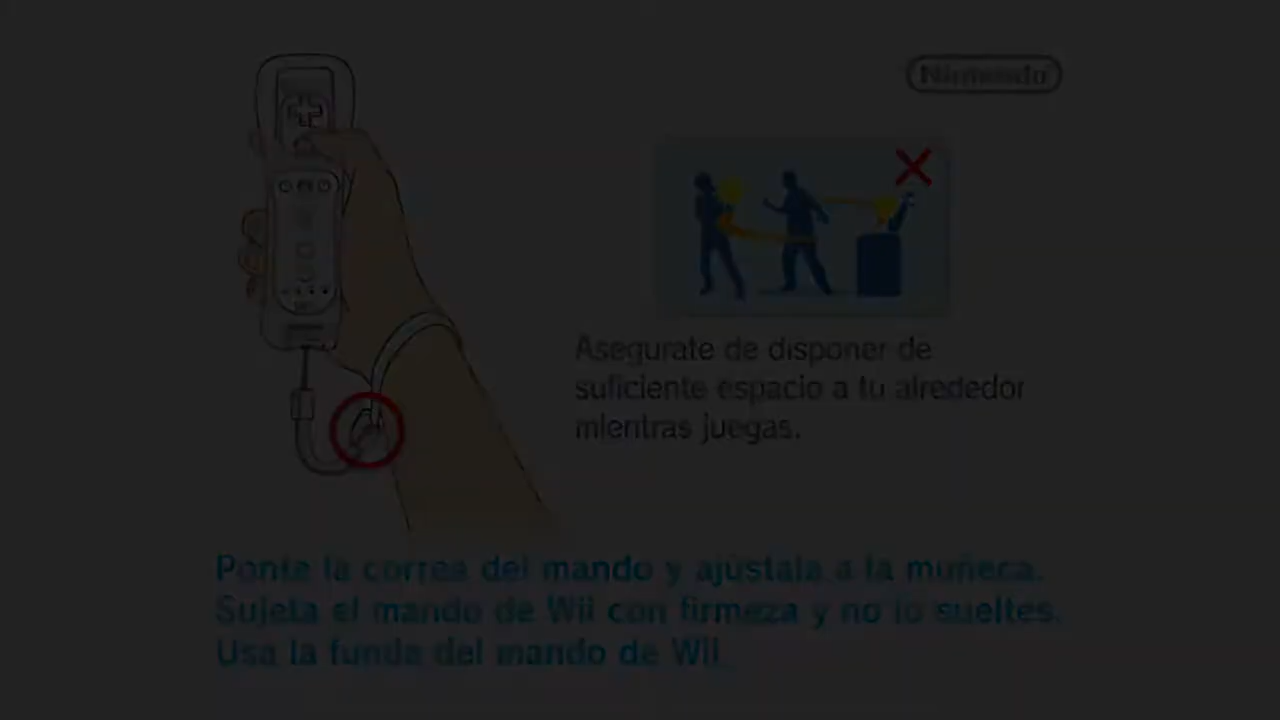 Nintendo
Asegúrate de disponer de
suficiente espacio a tu alrededor
mientras juegas.
Ponte la correa del mando y ajústala a la muñeca.
Sujeta el mando de Wii con firmeza y no lo sueltes.
Usa la funda del mando de Wii.